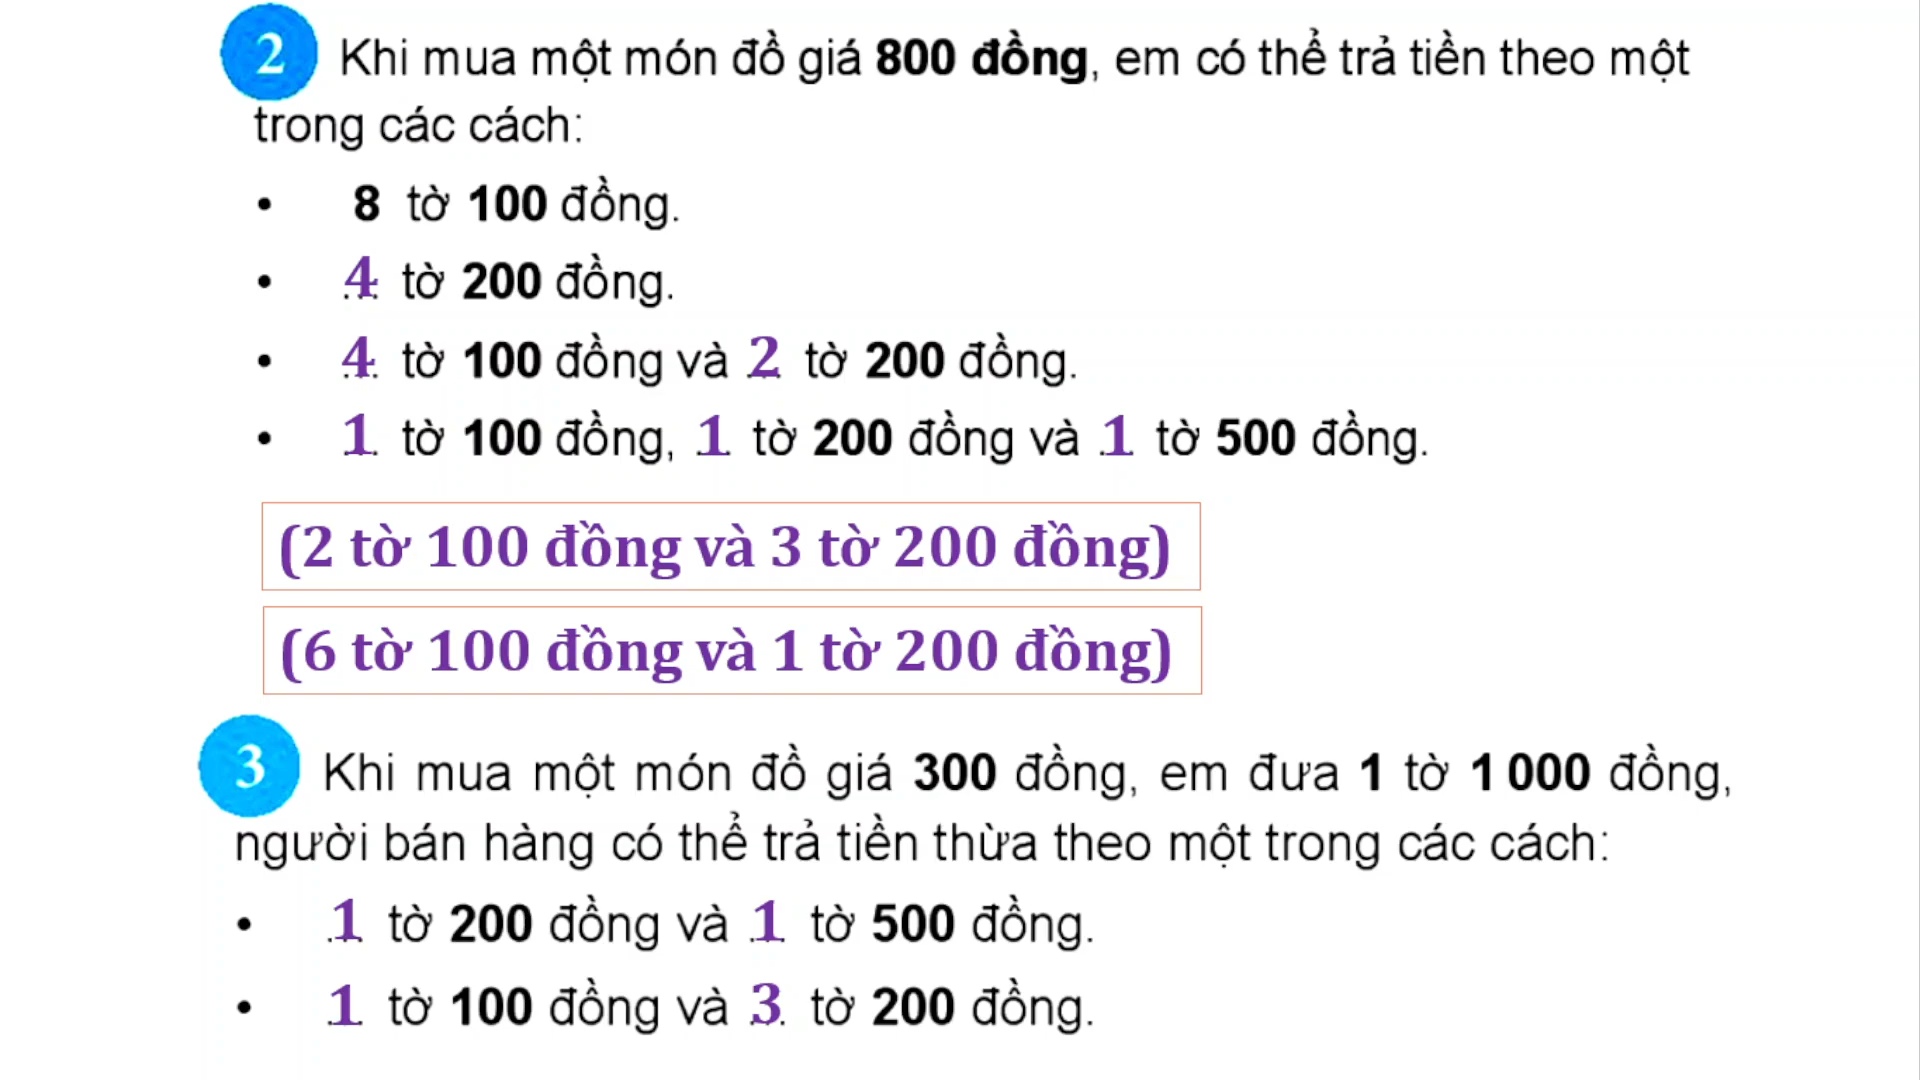 2 Khi mua một món đồ giá 800 đồng, em có thể trả tiền theo một
trong các cách:
• 8 tờ 100 đồng.
• 4 tờ 200 đồng.
• 4 tờ 100 đồng và 2 tờ 200 đồng.
• 1 tờ 100 đồng, 1 tờ 200 đồng và 1 tờ 500 đồng.
(2 tờ 100 đồng và 3 tờ 200 đồng)
(6 tờ 100 đồng và 1 tờ 200 đồng)
3 Khi mua một món đồ giá 300 đồng, em đưa 1 tờ 1 000 đồng,
người bán hàng có thể trả tiền thừa theo một trong các cách:
• 1 tờ 200 đồng và 1 tờ 500 đồng.
• 1 tờ 100 đồng và 3 tờ 200 đồng.